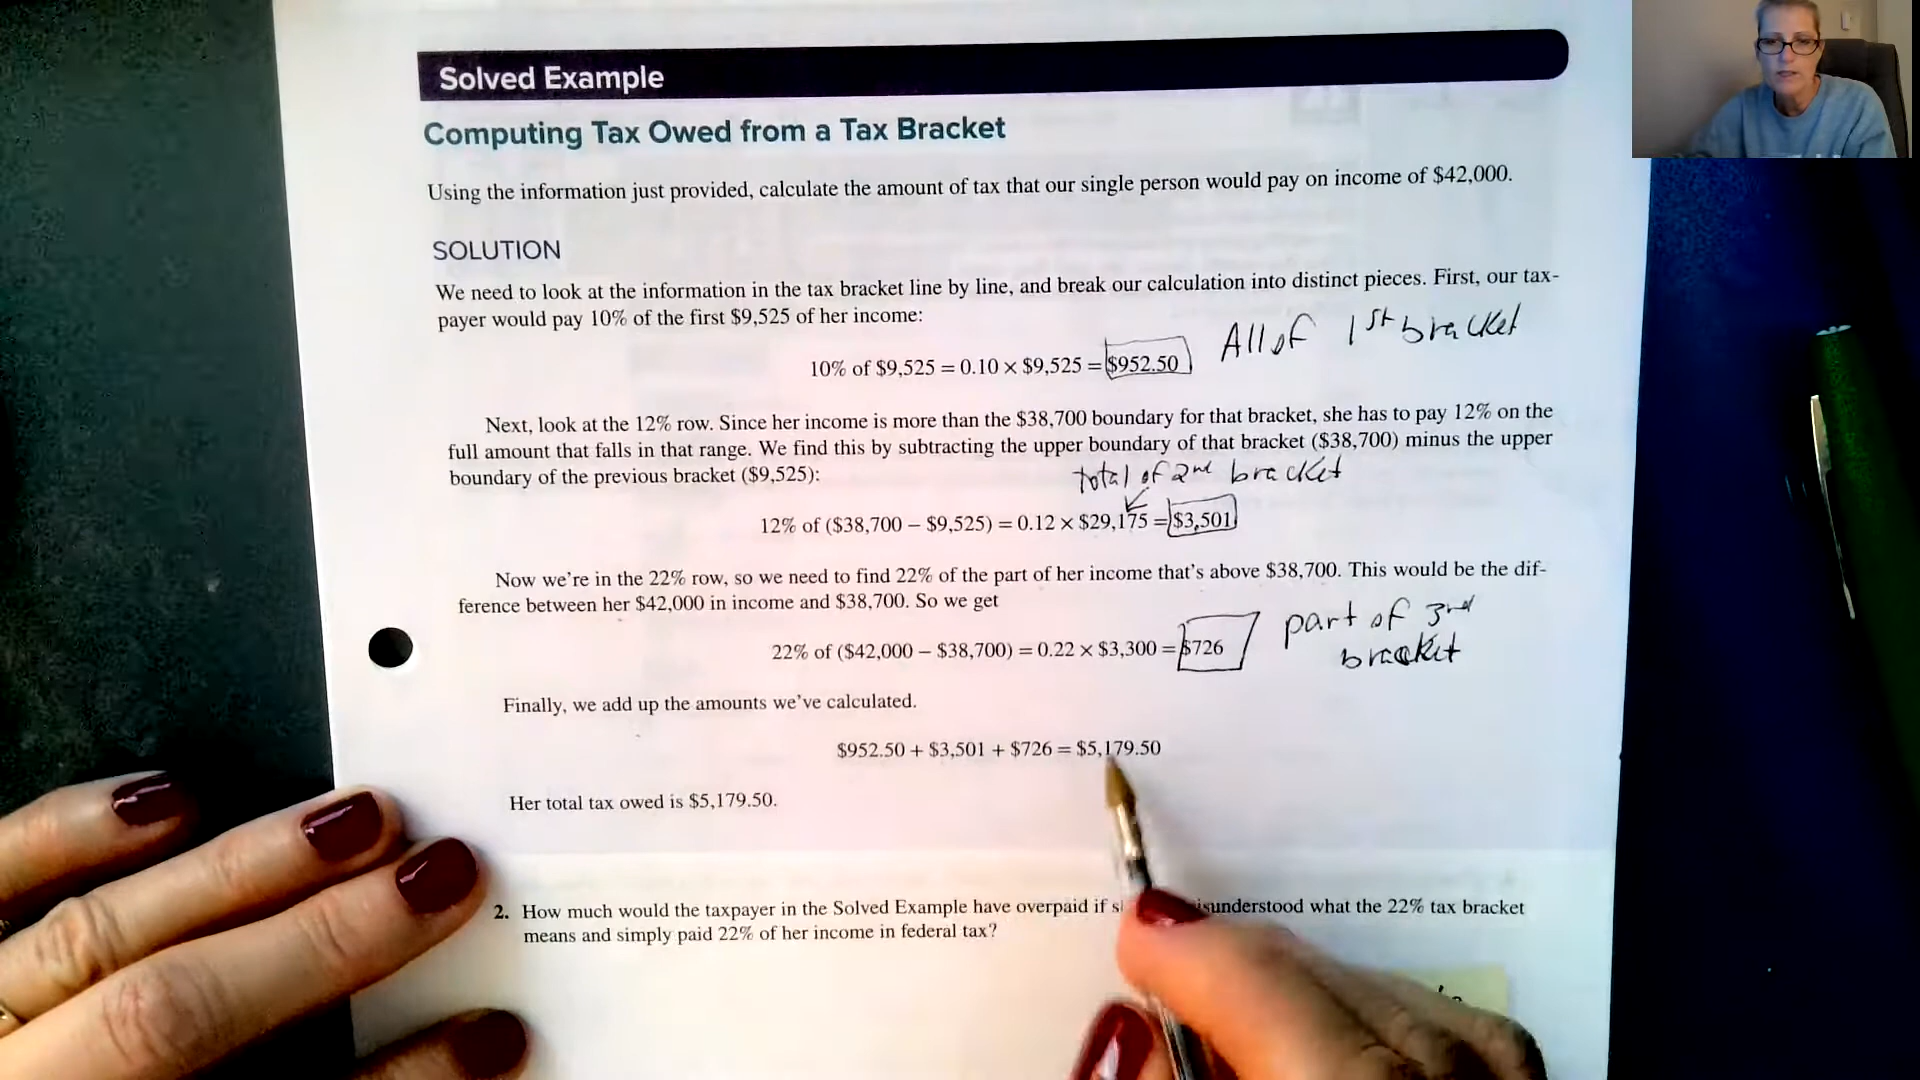 Solved Example
Computing Tax Owed from a Tax Bracket
Using the information just provided, calculate the amount of tax that our single person would pay on income of $42,000.
SOLUTION
We need to look at the information in the tax bracket line by line, and break our calculation into distinct pieces. First, our tax-
payer would pay 10% of the first $9,525 of her income:
10% of $9,525 = 0.10 × $9,525 = $952.50 All of 1st bracket
Next, look at the 12% row. Since her income is more than the $38,700 boundary for that bracket, she has to pay 12% on the
full amount that falls in that range. We find this by subtracting the upper boundary of that bracket ($38,700) minus the upper
boundary of the previous bracket ($9,525):
total of 2nd bracket
12% of ($38,700 – $9,525) = 0.12 × $29,175 = $3,501
Now we're in the 22% row, so we need to find 22% of the part of her income that's above $38,700. This would be the dif-
ference between her $42,000 in income and $38,700. So we get
22% of ($42,000 – $38,700) = 0.22 × $3,300 = $726
part of 3rd
bracket
Finally, we add up the amounts we've calculated.
$952.50 + $3,501 + $726 = $5,179.50
Her total tax owed is $5,179.50.
2. How much would the taxpayer in the Solved Example have overpaid if what the 22% tax bracket
means and simply paid 22% of her income in federal tax?